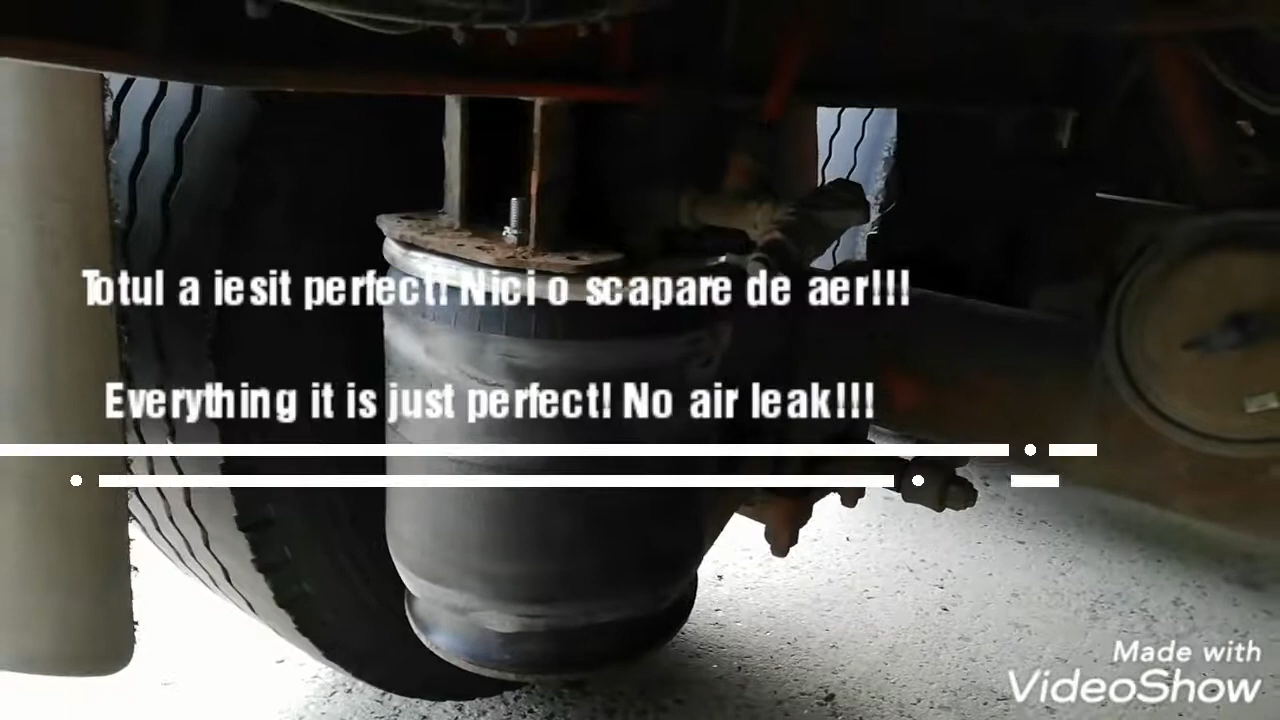 Totul a iesit perfect! Nici o scapare de aer!!!
Everything it is just perfect! No air leak!!!
Made with
VideoShow